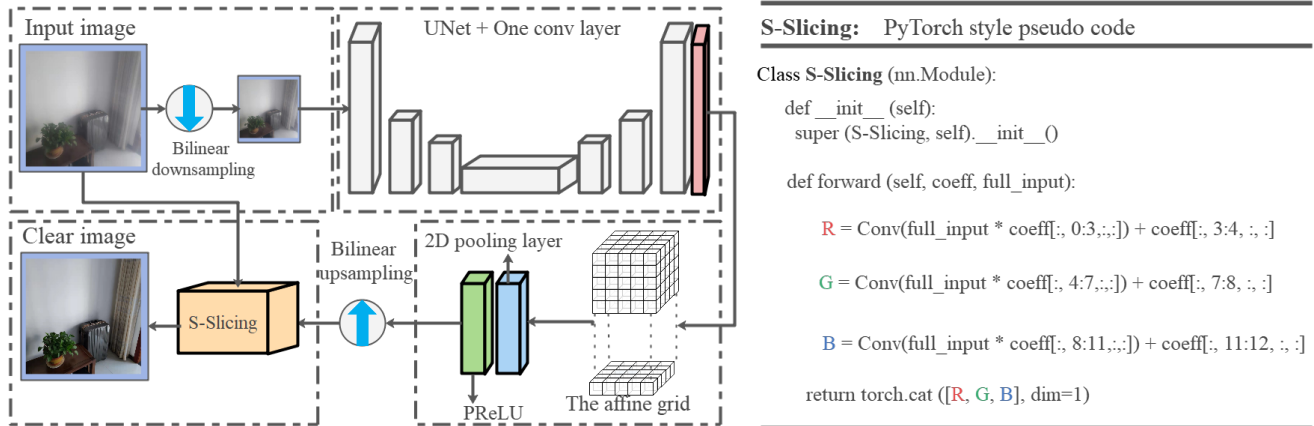 Input image
Bilinear
downsampling
UNet + One conv layer
Clear image
S-Slicing
Bilinear
upsampling
2D pooling layer
PReLU
The affine grid
S-Slicing: PyTorch style pseudo code
Class S-Slicing (nn.Module):
def __init__ (self):
super (S-Slicing, self).__init__()
def forward (self, coeff, full_input):
R = Conv(full_input * coeff[:, 0:3,:,:]) + coeff[:, 3:4, :, :]
G = Conv(full_input * coeff[:, 4:7,:,:]) + coeff[:, 7:8, :, :]
B = Conv(full_input * coeff[:, 8:11,:,:]) + coeff[:, 11:12, :, :]
return torch.cat ([R, G, B], dim=1)